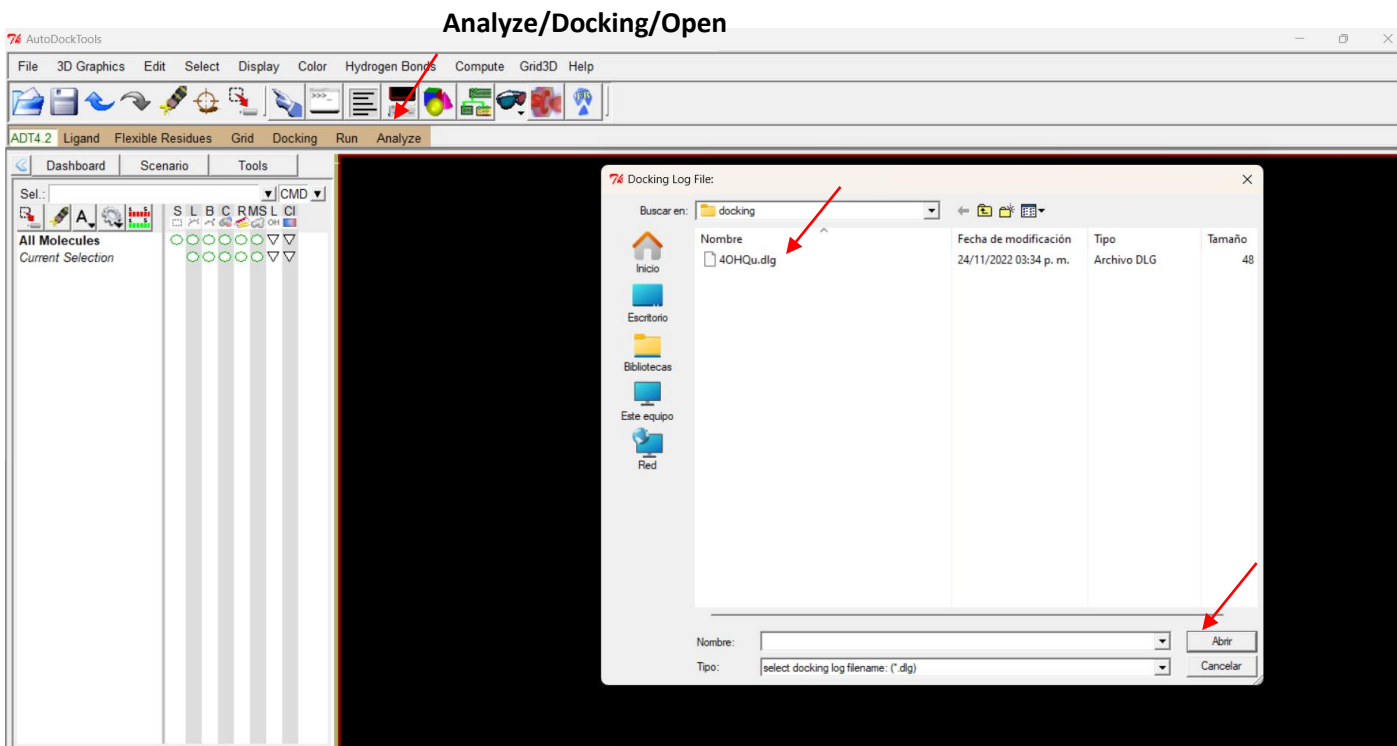 Analyze/Docking/Open
AutoDockTools
File 3D Graphics Edit Select Display Color Hydrogen Bonds Compute Grid3D Help
ADT4.2 Ligand Flexible Residues Grid Docking Run Analyze
Dashboard Scenario Tools
Sel.: CMD
S L B C R MS L Cl
All Molecules
Current Selection
Docking Log File:
Buscar en: docking
Nombre Fecha de modificación Tipo Tamaño
4OHQu.dlg 24/11/2022 03:34 p. m. Archivo DLG 48
Inicio
Escritorio
Bibliotecas
Este equipo
Red
Nombre: Abrir
Tipo: select docking log filename: (*.dlg) Cancelar